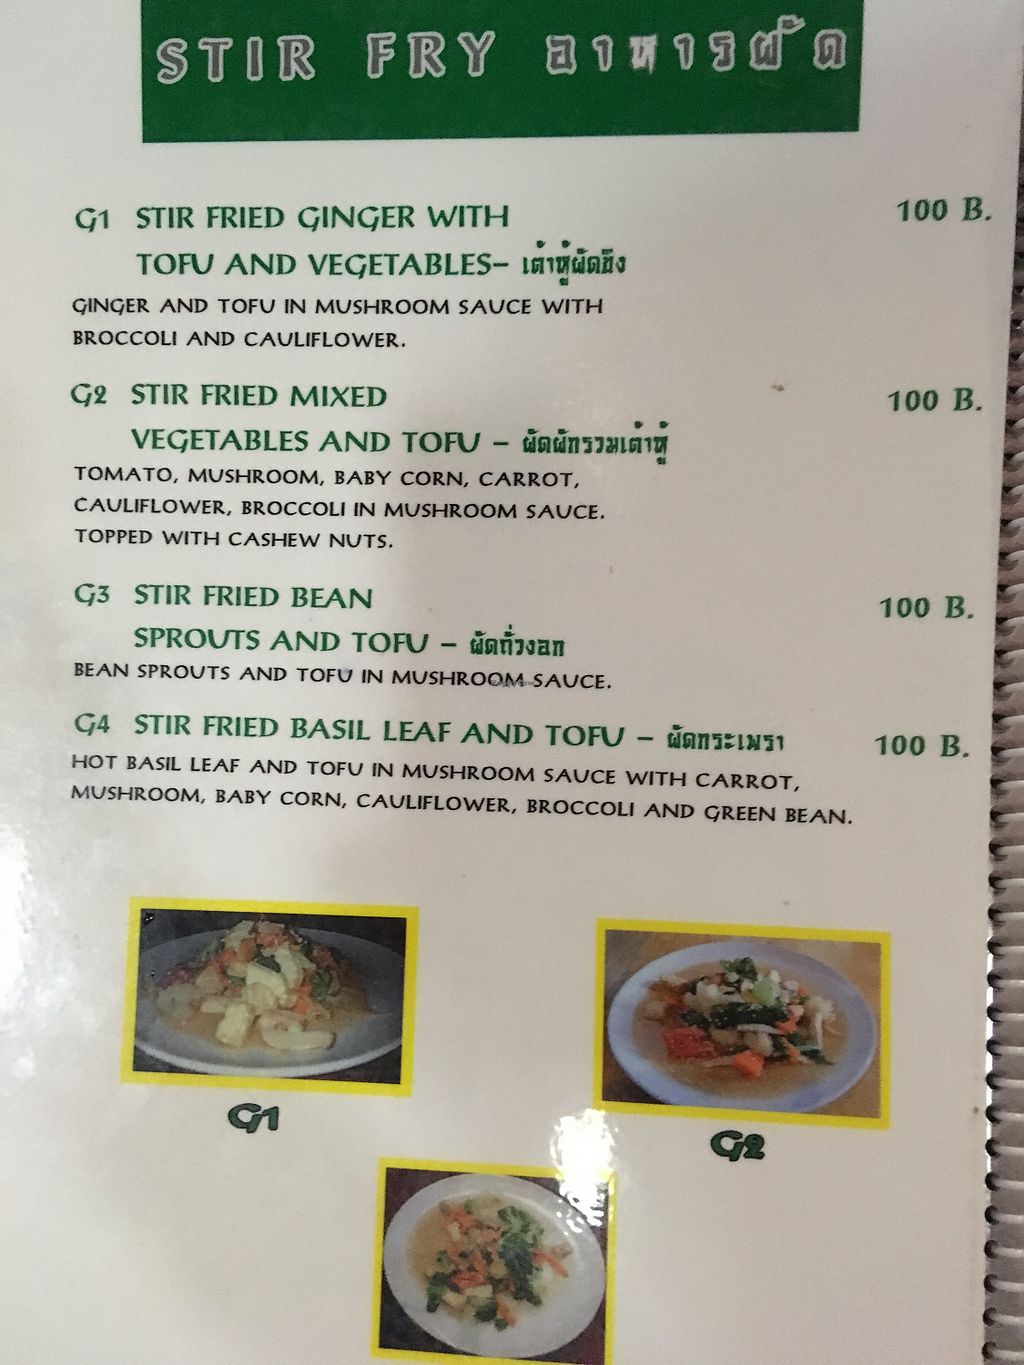 STIR FRY อาหารผัด
G1 STIR FRIED GINGER WITH 100 B.
TOFU AND VEGETABLES– เต้าหู้ผัดขิง
GINGER AND TOFU IN MUSHROOM SAUCE WITH
BROCCOLI AND CAULIFLOWER.
G2 STIR FRIED MIXED 100 B.
VEGETABLES AND TOFU – ผัดผักรวมเต้าหู้
TOMATO, MUSHROOM, BABY CORN, CARROT,
CAULIFLOWER, BROCCOLI IN MUSHROOM SAUCE.
TOPPED WITH CASHEW NUTS.
G3 STIR FRIED BEAN 100 B.
SPROUTS AND TOFU – ผัดถั่วงอก
BEAN SPROUTS AND TOFU IN MUSHROOM SAUCE.
G4 STIR FRIED BASIL LEAF AND TOFU – ผัดกระเพรา 100 B.
HOT BASIL LEAF AND TOFU IN MUSHROOM SAUCE WITH CARROT,
MUSHROOM, BABY CORN, CAULIFLOWER, BROCCOLI AND GREEN BEAN.
G1
G2